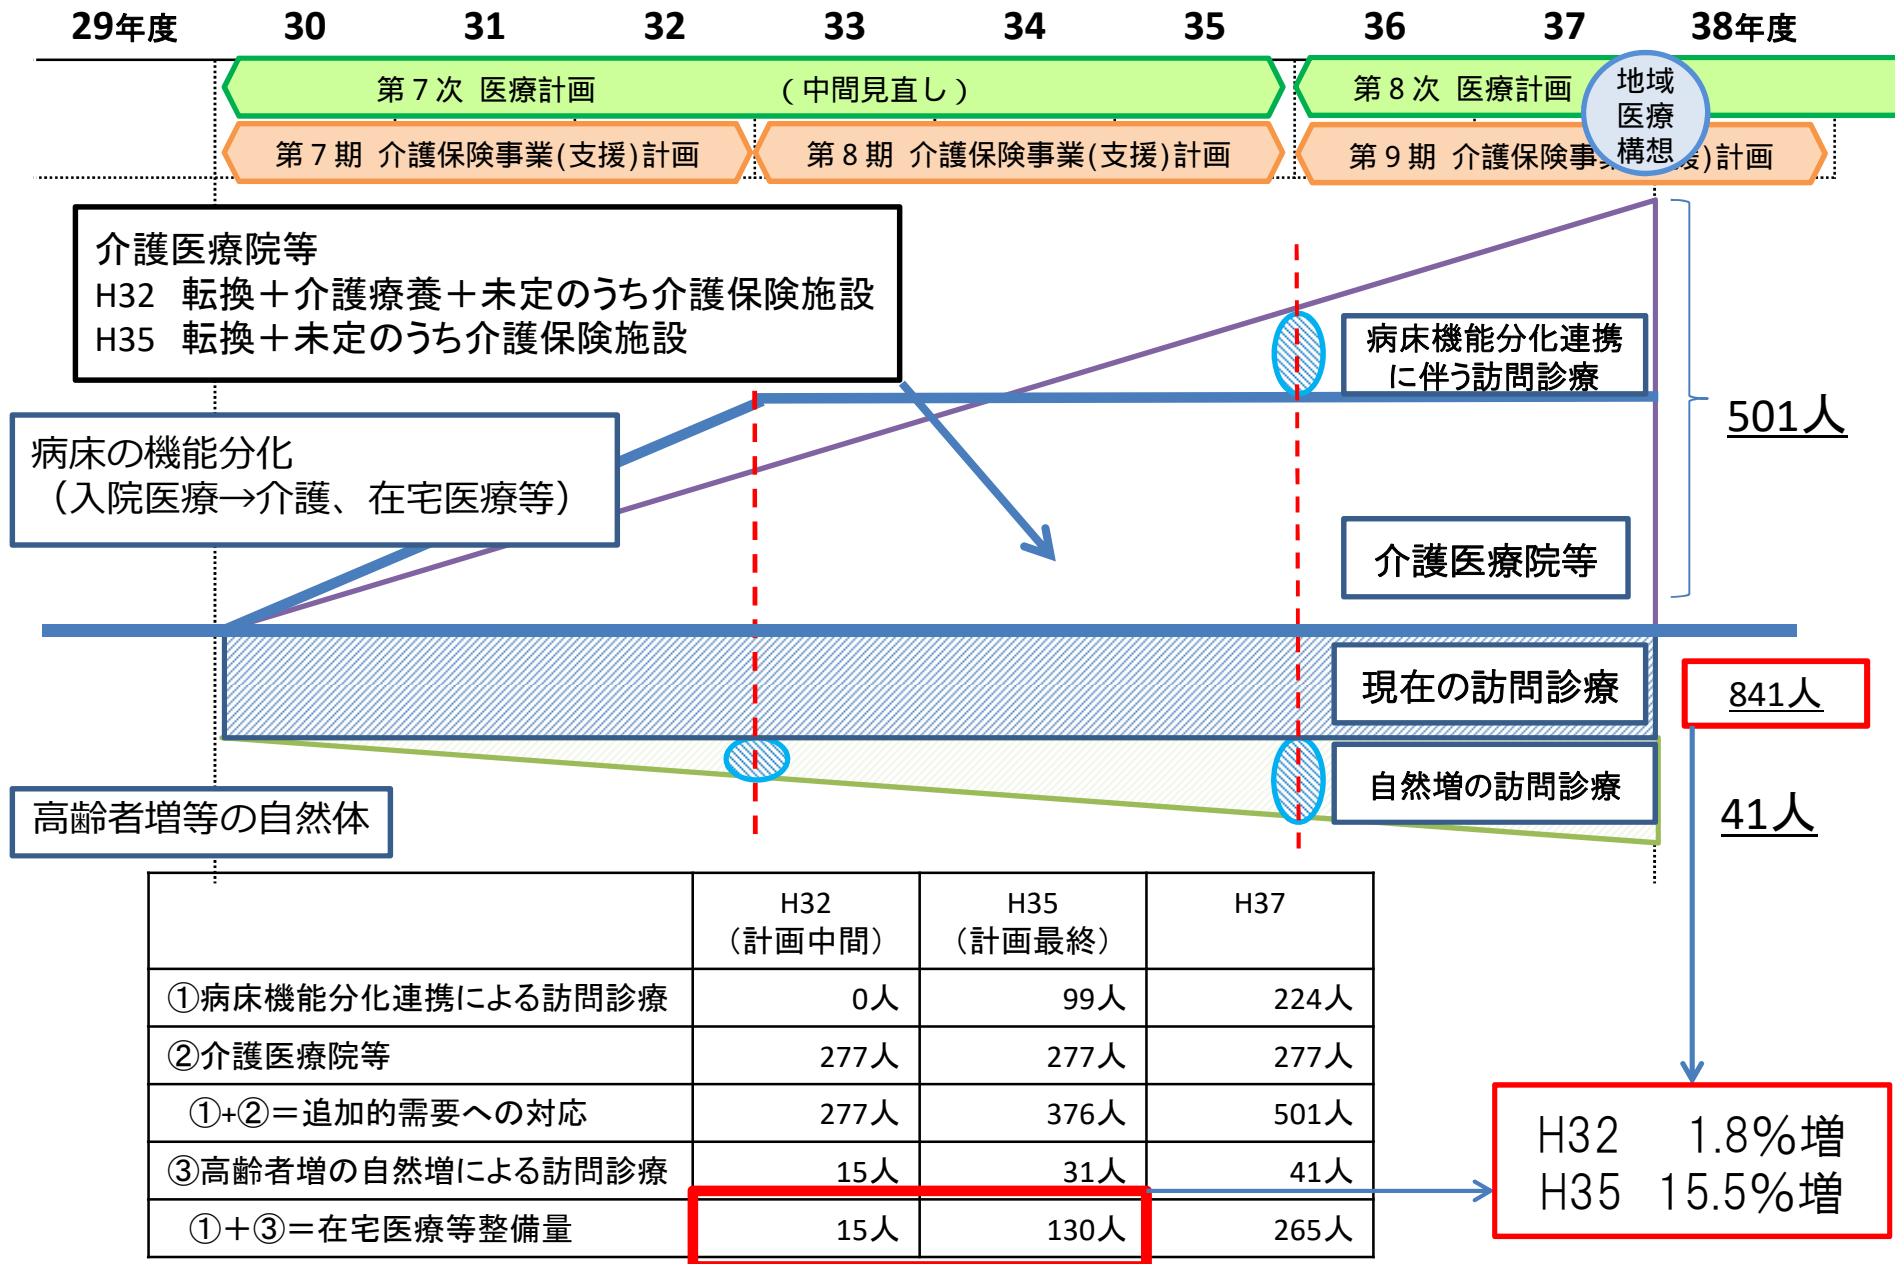 29年度 30 31 32 33 34 35 36 37 38年度
第7次 医療計画 (中間見直し)
第8次 医療計画
地域
医療
構想
第7期 介護保険事業(支援)計画
第8期 介護保険事業(支援)計画
第9期 介護保険事業(支援)計画
介護医療院等
H32 転換＋介護療養＋未定のうち介護保険施設
H35 転換＋未定のうち介護保険施設
病床機能分化連携
に伴う訪問診療
501人
病床の機能分化
（入院医療→介護、在宅医療等）
介護医療院等
現在の訪問診療
841人
自然増の訪問診療
高齢者増等の自然体
41人
H32 H35 H37
（計画中間） （計画最終）
①病床機能分化連携による訪問診療 0人 99人 224人
②介護医療院等 277人 277人 277人
①+②＝追加的需要への対応 277人 376人 501人
③高齢者増の自然増による訪問診療 15人 31人 41人
①＋③＝在宅医療等整備量 15人 130人 265人
H32 1.8%増
H35 15.5%増